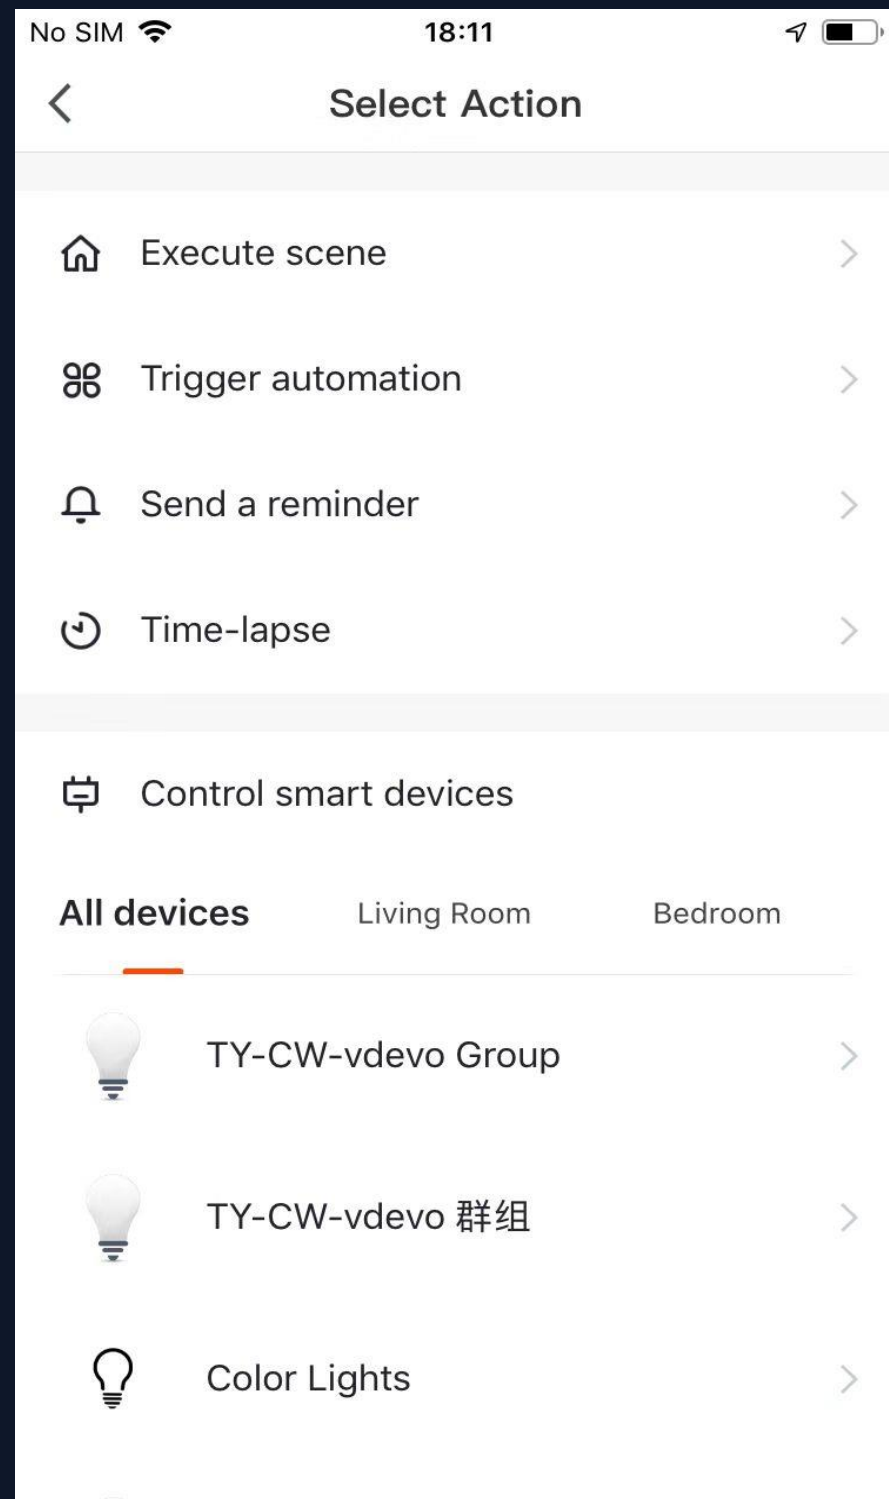 No SIM 18:11
Select Action
Execute scene
Trigger automation
Send a reminder
Time-lapse
Control smart devices
All devices Living Room Bedroom
TY-CW-vdevo Group
TY-CW-vdevo 群组
Color Lights